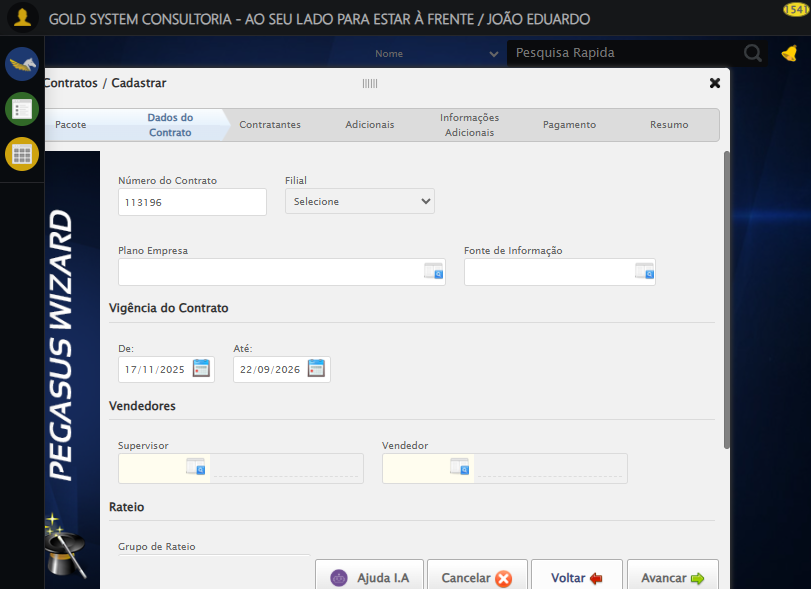 GOLD SYSTEM CONSULTORIA - AO SEU LADO PARA ESTAR À FRENTE / JOÃO EDUARDO
1541
Nome
Pesquisa Rapida
Contratos / Cadastrar
Pacote
Dados do
Contrato
Contratantes
Adicionais
Informações
Adicionais
Pagamento
Resumo
PEGASUS WIZARD
Número do Contrato
Filial
113196
Selecione
Plano Empresa
Fonte de Informação
Vigência do Contrato
De:
Até:
17/11/2025
22/09/2026
Vendedores
Supervisor
Vendedor
Rateio
Grupo de Rateio
Ajuda I.A
Cancelar
Voltar
Avancar